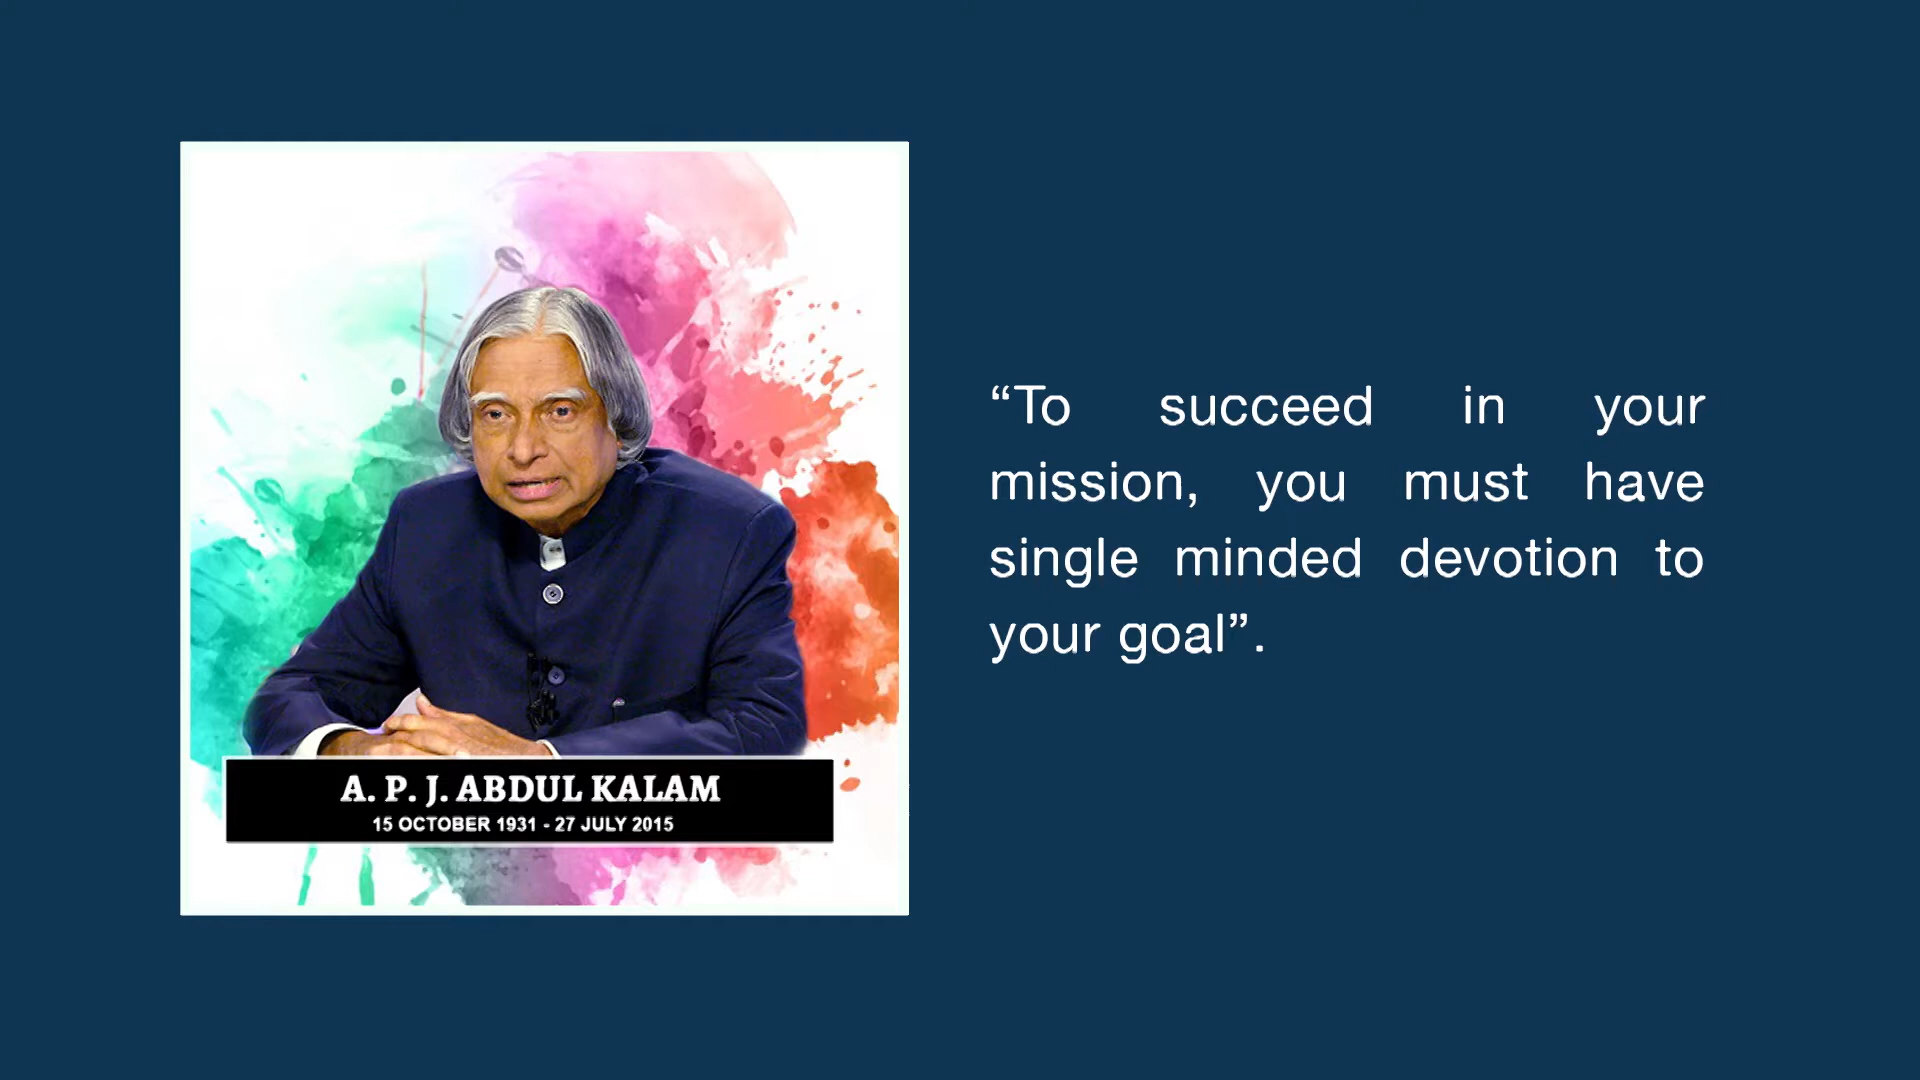 A. P. J. ABDUL KALAM
15 OCTOBER 1931 - 27 JULY 2015
“To succeed in your
mission, you must have
single minded devotion to
your goal”.